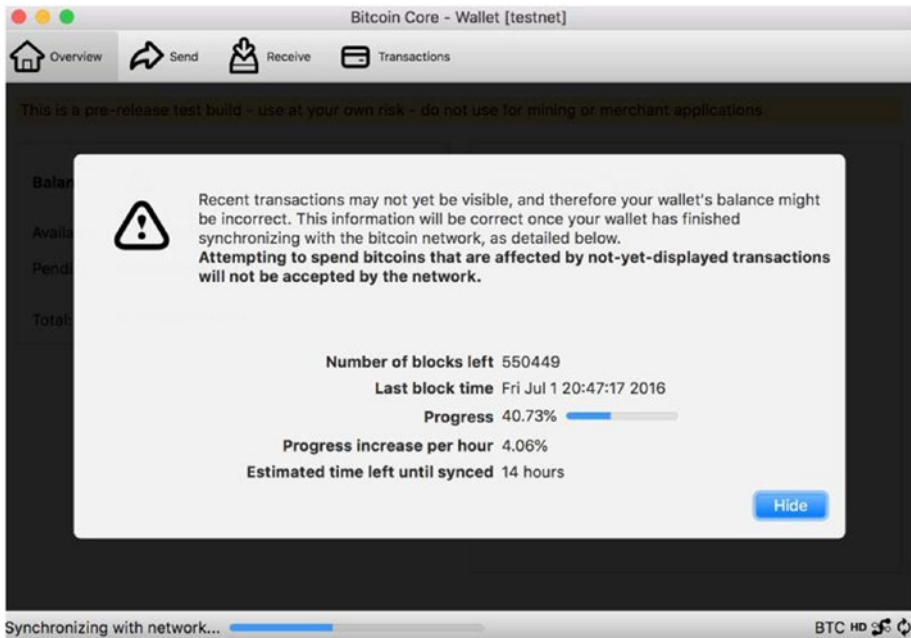 Bitcoin Core - Wallet [testnet]
Overview Send Receive Transactions
This is a pre-release test build - use at your own risk - do not use for mining or merchant applications
Balan
Availa
Pendi
Total:
Recent transactions may not yet be visible, and therefore your wallet's balance might
be incorrect. This information will be correct once your wallet has finished
synchronizing with the bitcoin network, as detailed below.
Attempting to spend bitcoins that are affected by not-yet-displayed transactions
will not be accepted by the network.
Number of blocks left 550449
Last block time Fri Jul 1 20:47:17 2016
Progress 40.73%
Progress increase per hour 4.06%
Estimated time left until synced 14 hours
Hide
Synchronizing with network... BTC HD